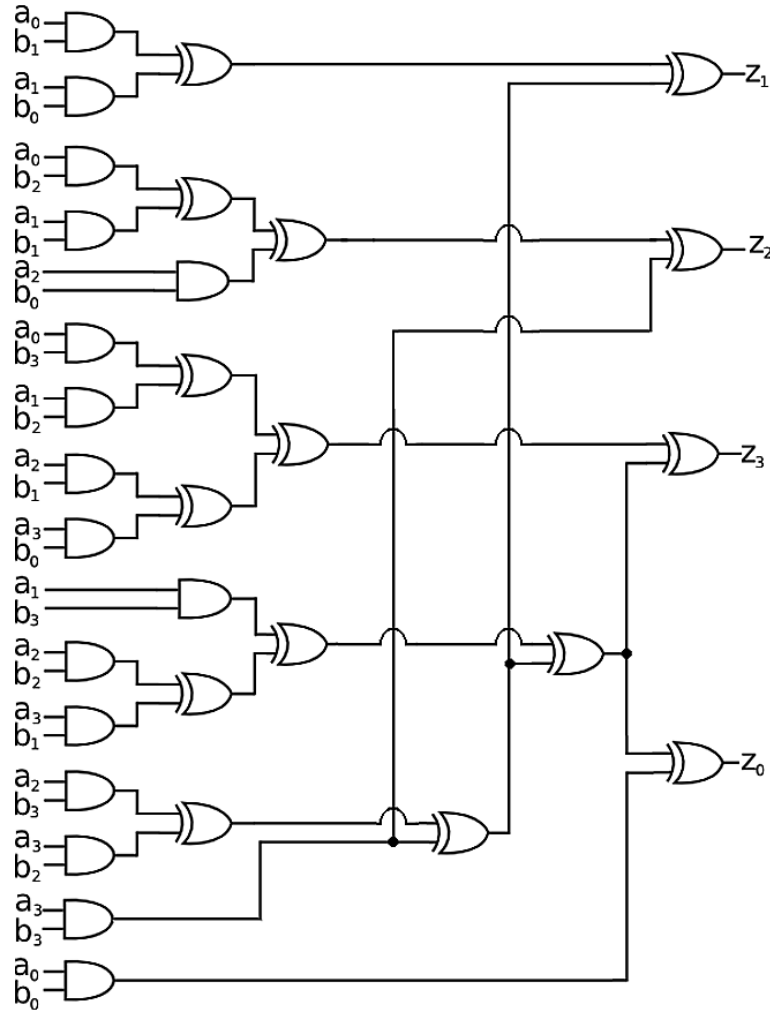 a₀
b₁
z₁
a₁
b₀
a₀
b₂
a₁
b₁
z₂
a₂
b₀
a₀
b₃
a₁
b₂
z₃
a₂
b₁
a₃
b₀
a₁
b₃
a₂
b₂
a₃
b₁
z₀
a₂
b₃
a₃
b₂
a₃
b₃
a₀
b₀